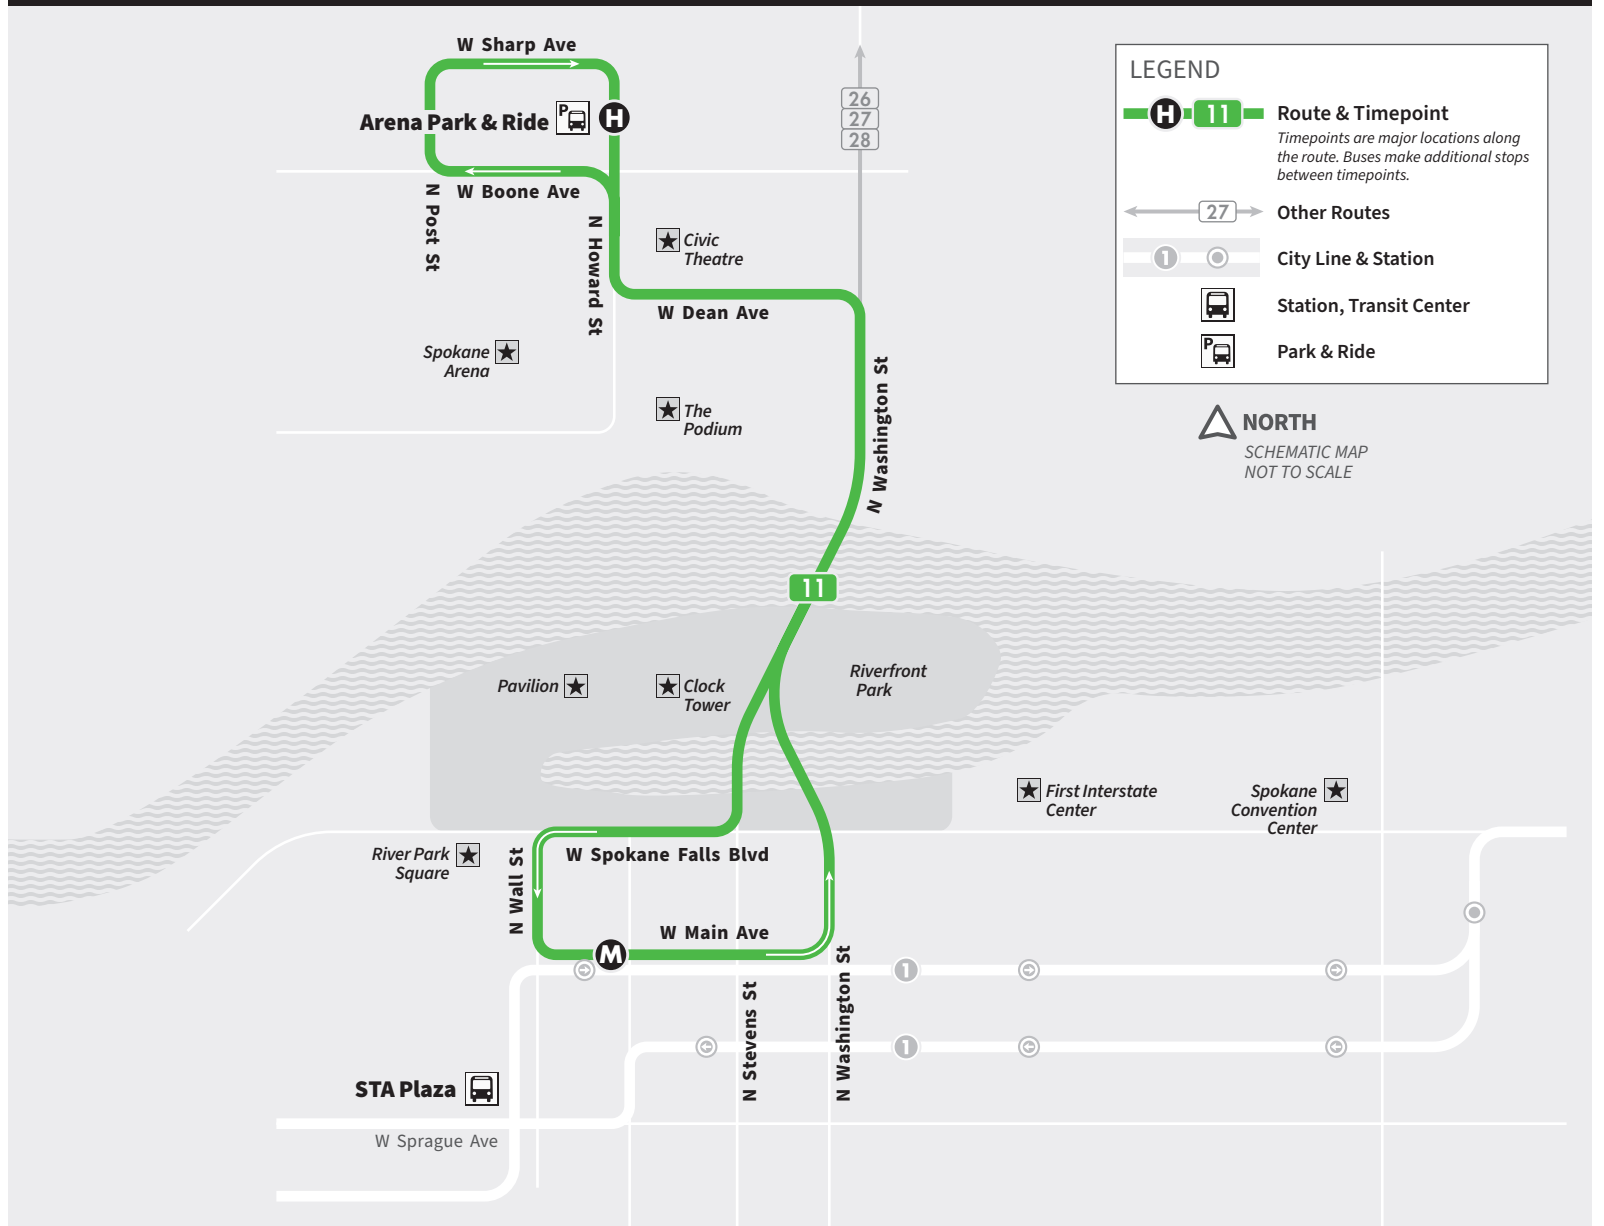 W Sharp Ave
Arena Park & Ride
P
H
W Boone Ave
N Post St
N Howard St
26
27
28
Civic
Theatre
W Dean Ave
Spokane
Arena
The
Podium
N Washington St
LEGEND
H 11 Route & Timepoint
Timepoints are major locations along
the route. Buses make additional stops
between timepoints.
27 Other Routes
1 City Line & Station
Station, Transit Center
P Park & Ride
NORTH
SCHEMATIC MAP
NOT TO SCALE
11
Pavilion
Clock
Tower
Riverfront
Park
First Interstate
Center
Spokane
Convention
Center
River Park
Square
N Wall St
W Spokane Falls Blvd
W Main Ave
M
1
N Stevens St
N Washington St
1
STA Plaza
W Sprague Ave